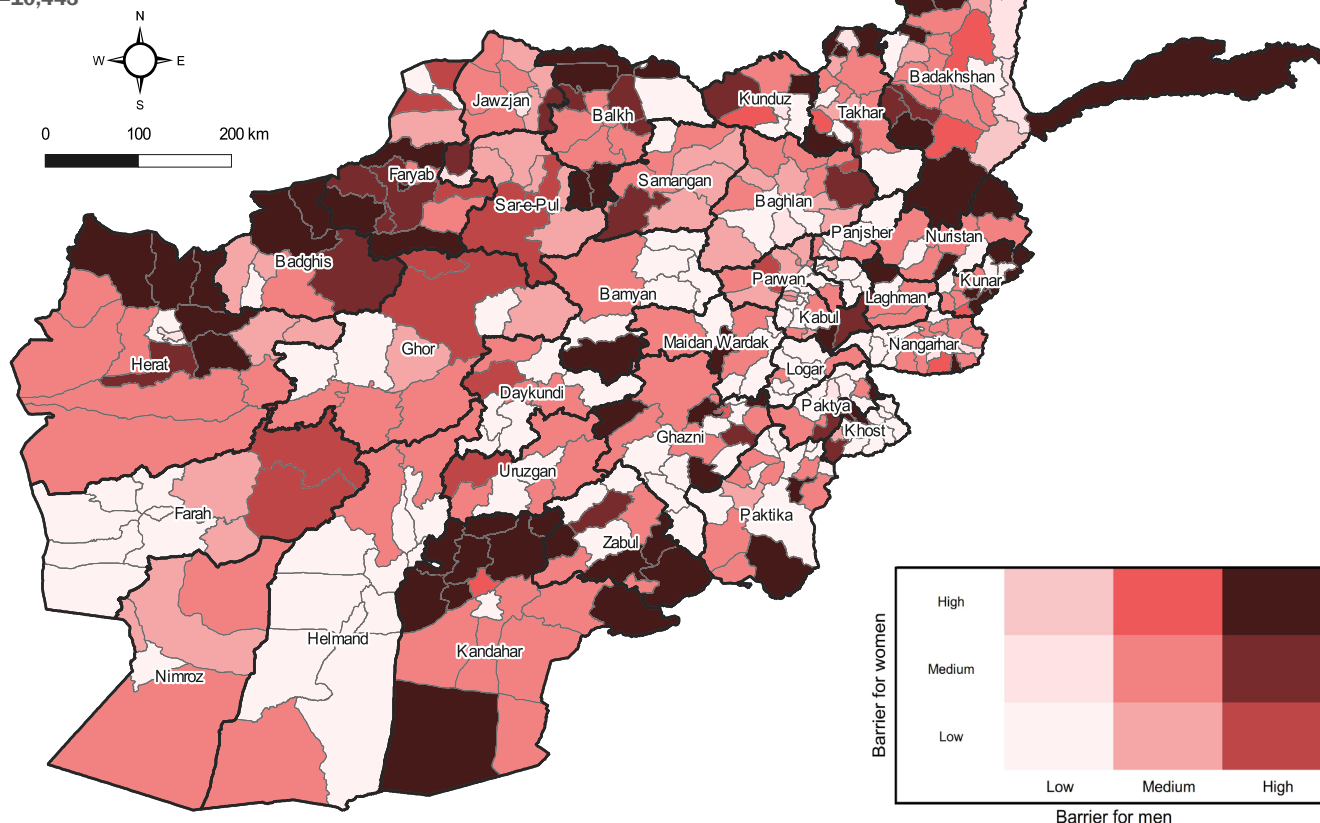 N
W E
S
0 100 200 km
Badakhshan
Jawzjan
Kunduz
Balkh
Takhar
Faryab
Samangan
Sar-e-Pul
Baghlan
Panjsher
Nuristan
Badghis
Parwan
Kunar
Bamyan
Laghman
Kabul
Maidan Wardak
Nangarhar
Ghor
Herat
Logar
Daykundi
Paktya
Khost
Ghazni
Uruzgan
Farah
Paktika
Zabul
Helmand
Kandahar
Nimroz
Barrier for women
High
Medium
Low
Low Medium High
Barrier for men